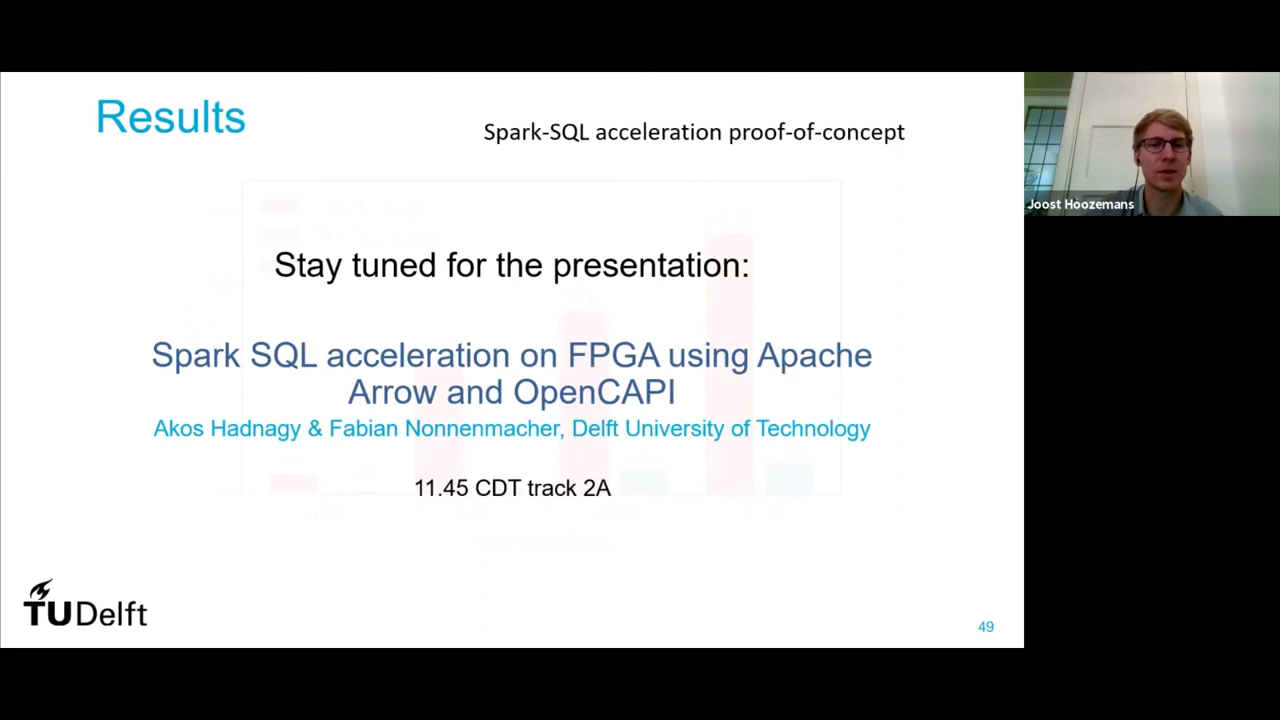 Results
Spark-SQL acceleration proof-of-concept
Stay tuned for the presentation:
Spark SQL acceleration on FPGA using Apache
Arrow and OpenCAPI
Akos Hadnagy & Fabian Nonnenmacher, Delft University of Technology
11.45 CDT track 2A
TUDelft
49
Joost Hoozemans